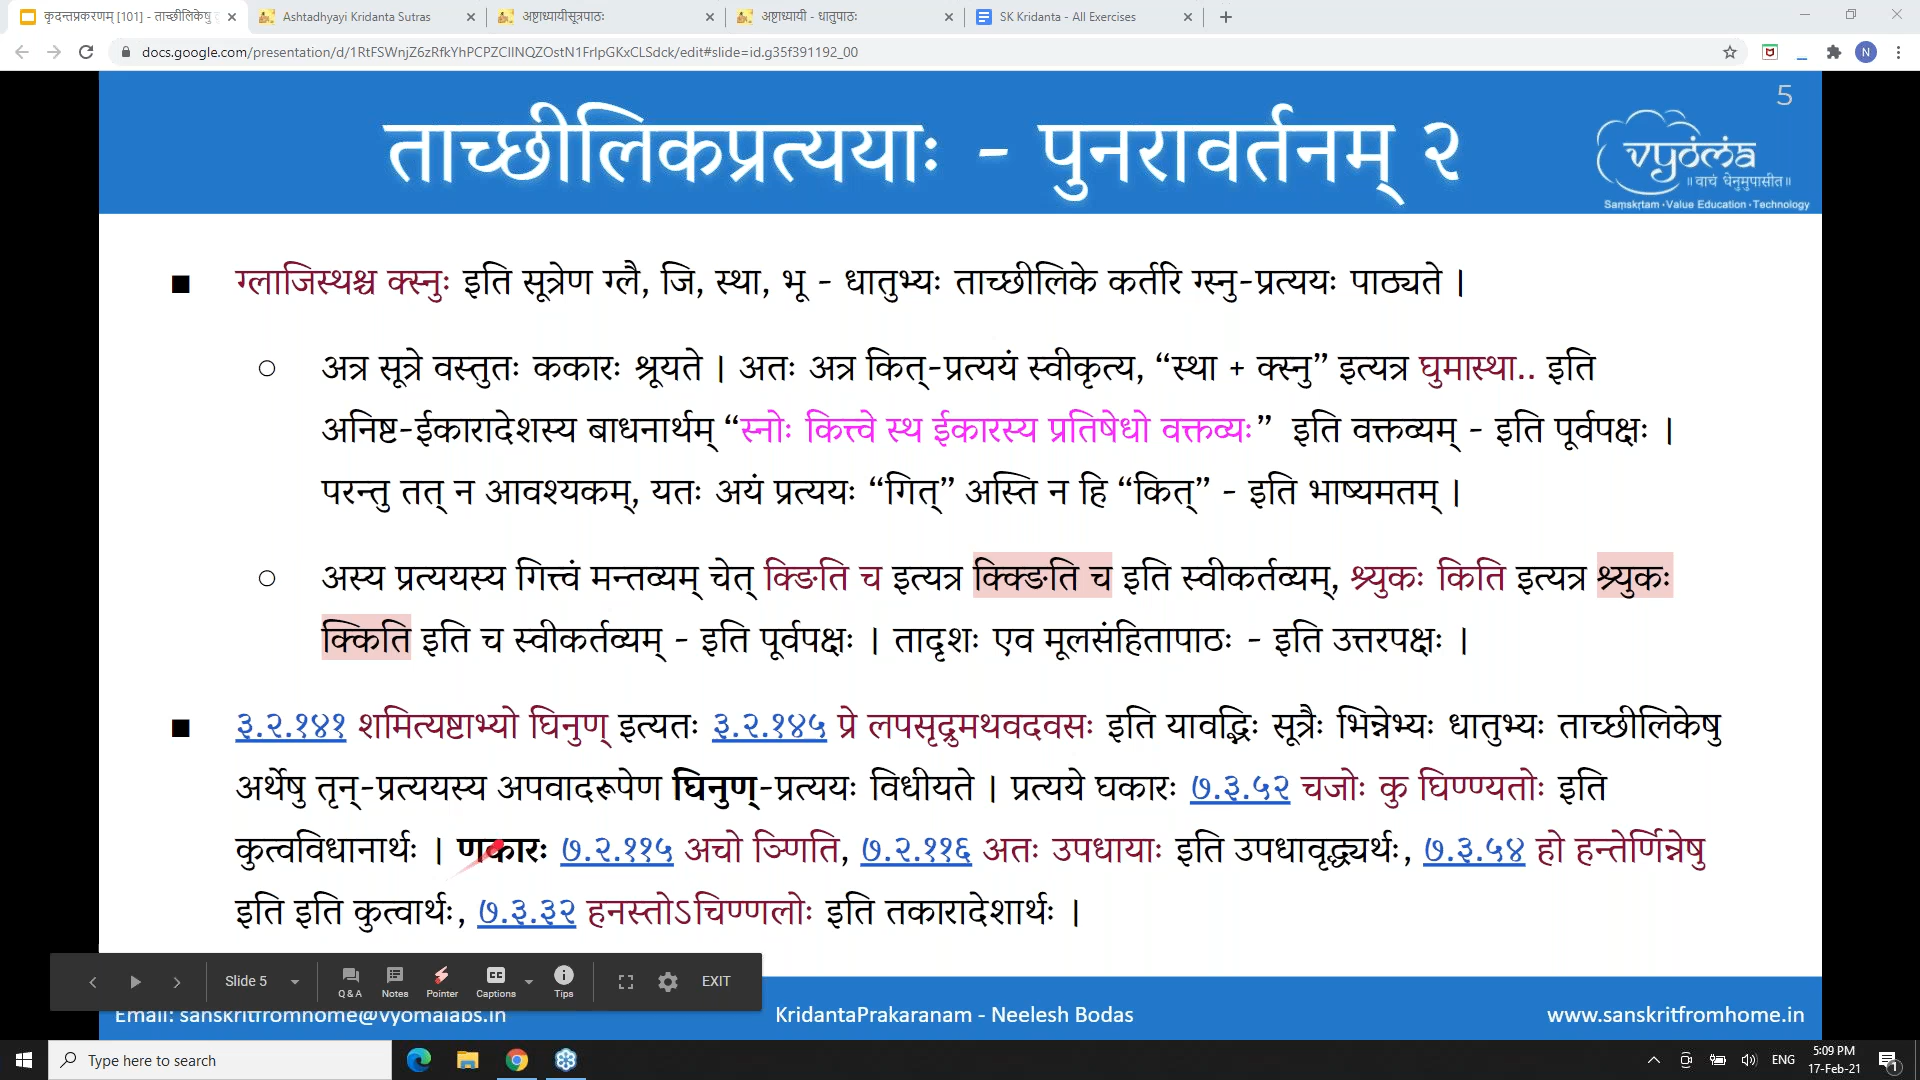 कृदन्तप्रकरणम् [101] - ताच्छीलिकेषु
Ashtadhyayi Kridanta Sutras
अष्टाध्यायीसूत्रपाठः
अष्टाध्यायी - धातुपाठः
SK Kridanta - All Exercises
docs.google.com/presentation/d/1RtFSWnjZ6zRfkYhPCPZCIINQZOstN1FrlpGKxCLSdck/edit#slide=id.g35f391192_00
N
5
ताच्छीलिकप्रत्ययाः - पुनरावर्तनम् २
vyoma
॥ वाचं धेनुमुपासीत॥
Saṃskṛtam · Value Education · Technology
ग्लाजिस्थश्च क्स्नुः इति सूत्रेण ग्लै, जि, स्था, भू - धातुभ्यः ताच्छीलिके कर्तरि ग्स्नु-प्रत्ययः पाठ्यते ।
अत्र सूत्रे वस्तुतः ककारः श्रूयते । अतः अत्र कित्-प्रत्ययं स्वीकृत्य, “स्था + क्स्नु” इत्यत्र घुमास्था.. इति
अनिष्ट-ईकारादेशस्य बाधनार्थम् “स्नोः कित्त्वे स्थ ईकारस्य प्रतिषेधो वक्तव्यः” इति वक्तव्यम् - इति पूर्वपक्षः ।
परन्तु तत् न आवश्यकम्, यतः अयं प्रत्ययः “गित्” अस्ति न हि “कित्” - इति भाष्यमतम् ।
अस्य प्रत्ययस्य गित्त्वं मन्तव्यम् चेत् क्ङिति च इत्यत्र क्क्ङिति च इति स्वीकर्तव्यम्, श्र्युकः किति इत्यत्र श्र्युकः
क्किति इति च स्वीकर्तव्यम् - इति पूर्वपक्षः । तादृशः एव मूलसंहितापाठः - इति उत्तरपक्षः ।
३.२.१४१ शमित्यष्टाभ्यो घिनुण् इत्यतः ३.२.१४५ प्रे लपसृद्रुमथवदवसः इति यावद्भिः सूत्रैः भिन्नेभ्यः धातुभ्यः ताच्छीलिकेषु
अर्थेषु तृन्-प्रत्ययस्य अपवादरूपेण घिनुण्-प्रत्ययः विधीयते । प्रत्यये घकारः ७.३.५२ चजोः कु घिण्ण्यतोः इति
कुत्वविधानार्थः । णकारः ७.२.११५ अचो ञ्णिति, ७.२.११६ अतः उपधायाः इति उपधावृद्ध्यर्थः, ७.३.५४ हो हन्तेर्णिन्नेषु
इति इति कुत्वार्थः, ७.३.३२ हनस्तोऽचिण्णलोः इति तकारादेशार्थः ।
Slide 5
Q & A
Notes
Pointer
Captions
Tips
EXIT
Email: sanskritfromhome@vyomalabs.in
KridantaPrakaranam - Neelesh Bodas
www.sanskritfromhome.in
Type here to search
ENG
5:09 PM
17-Feb-21
1